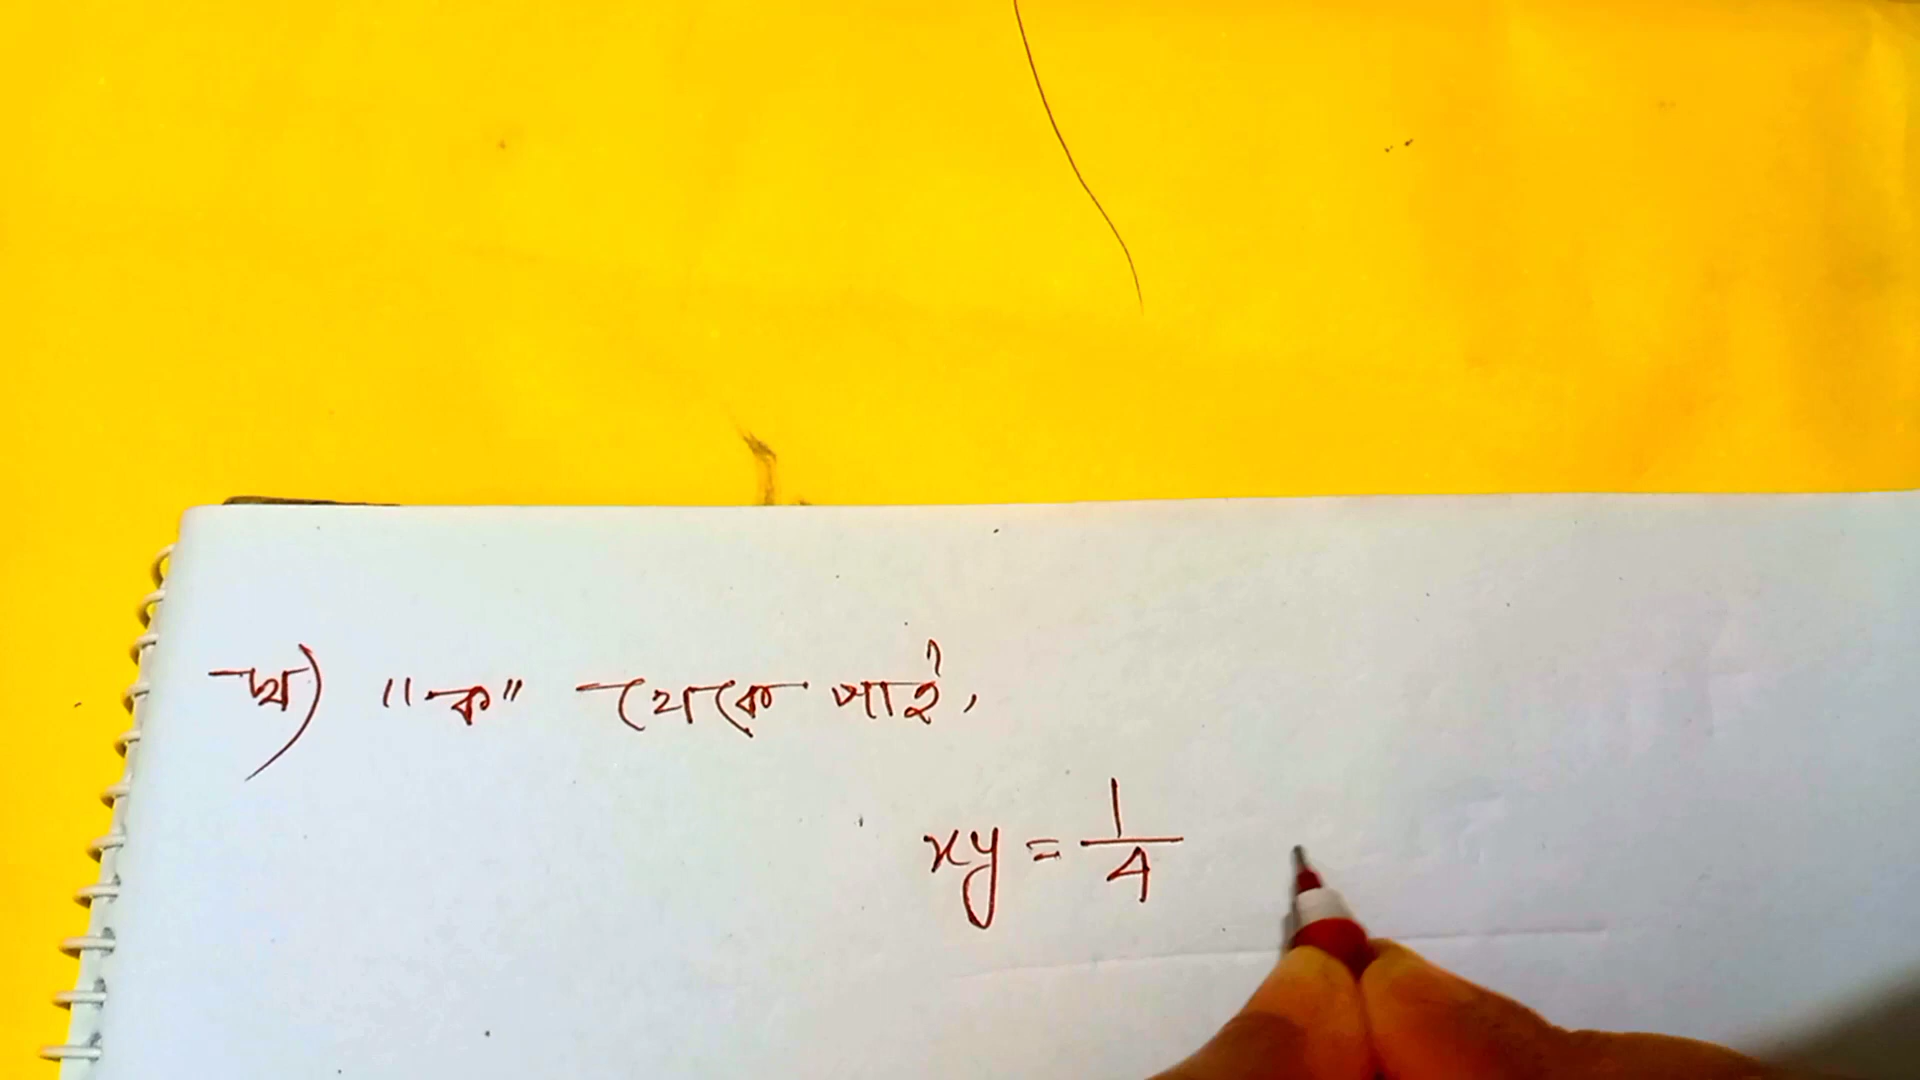 খ) "ক" থেকে পাই,
xy = 1/4